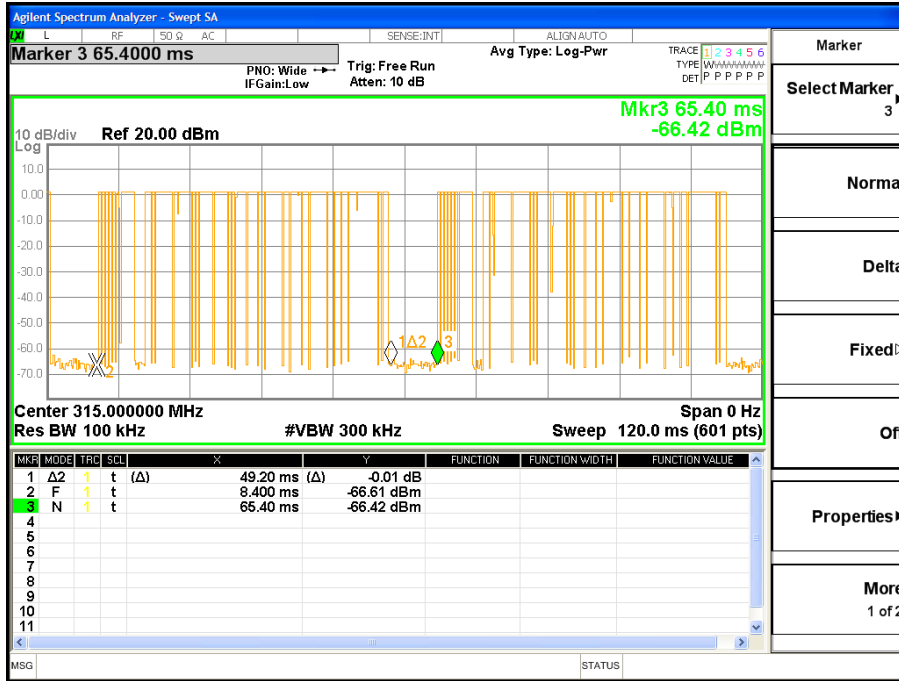 Agilent Spectrum Analyzer - Swept SA
LXI L RF 50 Ω AC SENSE:INT ALIGN AUTO
Marker 3 65.4000 ms
PNO: Wide
IFGain:Low
Trig: Free Run
Atten: 10 dB
Avg Type: Log-Pwr
TRACE 1 2 3 4 5 6
TYPE W
DET P P P P P P
Mkr3 65.40 ms
-66.42 dBm
10 dB/div Ref 20.00 dBm
Log
10.0
0.00
-10.0
-20.0
-30.0
-40.0
-50.0
-60.0
-70.0
1Δ2 3
2
Center 315.000000 MHz Span 0 Hz
Res BW 100 kHz #VBW 300 kHz Sweep 120.0 ms (601 pts)
MKR MODE TRC SCL X Y FUNCTION FUNCTION WIDTH FUNCTION VALUE
1 Δ2 1 t (Δ) 49.20 ms (Δ) -0.01 dB
2 F 1 t 8.400 ms -66.61 dBm
3 N 1 t 65.40 ms -66.42 dBm
4
5
6
7
8
9
10
11
MSG STATUS
Marker
Select Marker
3
Norma
Delta
Fixed
Of
Properties
More
1 of 2